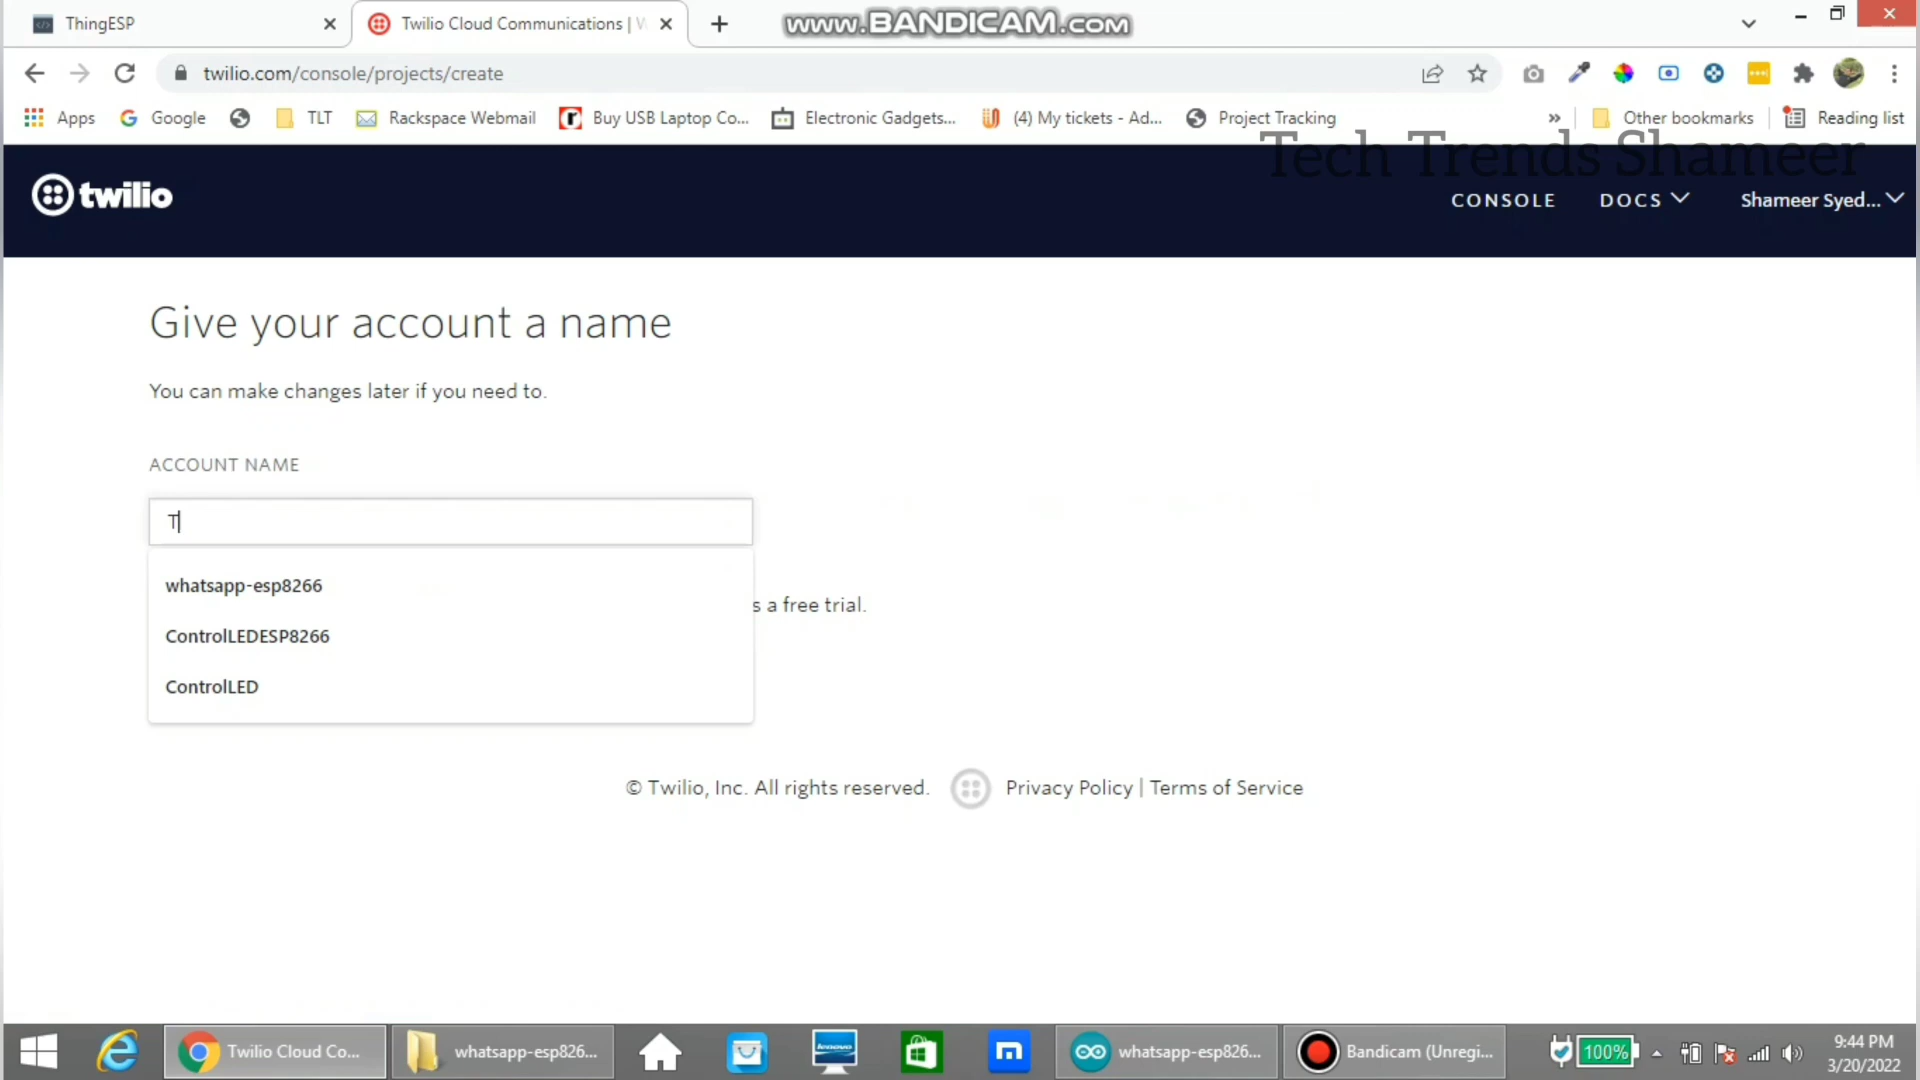 ThingESP
Twilio Cloud Communications | W
www.BANDICAM.com
twilio.com/console/projects/create
Apps
Google
TLT
Rackspace Webmail
Buy USB Laptop Co...
Electronic Gadgets...
(4) My tickets - Ad...
Project Tracking
»
Other bookmarks
Reading list
Tech Trends Shameer
twilio
CONSOLE
DOCS
Shameer Syed...
Give your account a name
You can make changes later if you need to.
ACCOUNT NAME
T
whatsapp-esp8266
s a free trial.
ControlLEDESP8266
ControlLED
© Twilio, Inc. All rights reserved.
Privacy Policy | Terms of Service
Twilio Cloud Co...
whatsapp-esp826...
lenovo
whatsapp-esp826...
Bandicam (Unregi...
100%
9:44 PM
3/20/2022